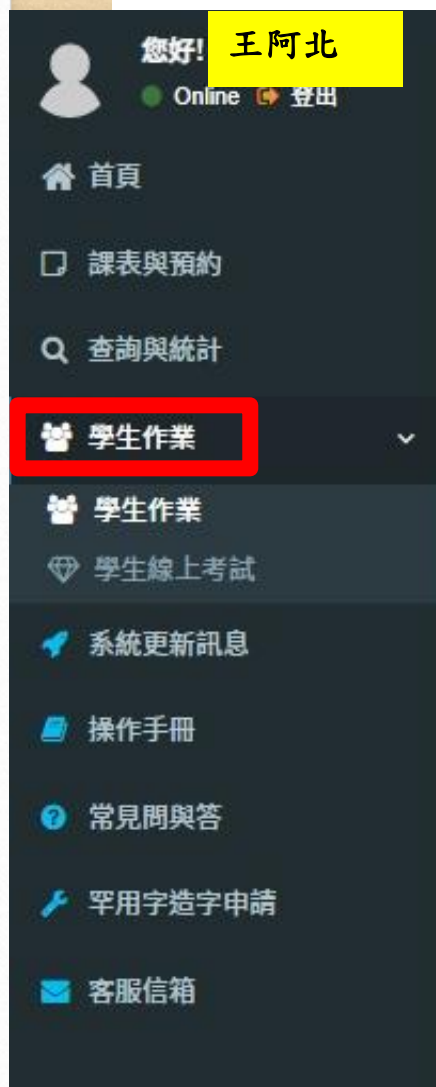 您好! 王阿北
Online 登出
首頁
課表與預約
查詢與統計
學生作業
學生作業
學生線上考試
系統更新訊息
操作手冊
常見問與答
罕用字造字申請
客服信箱